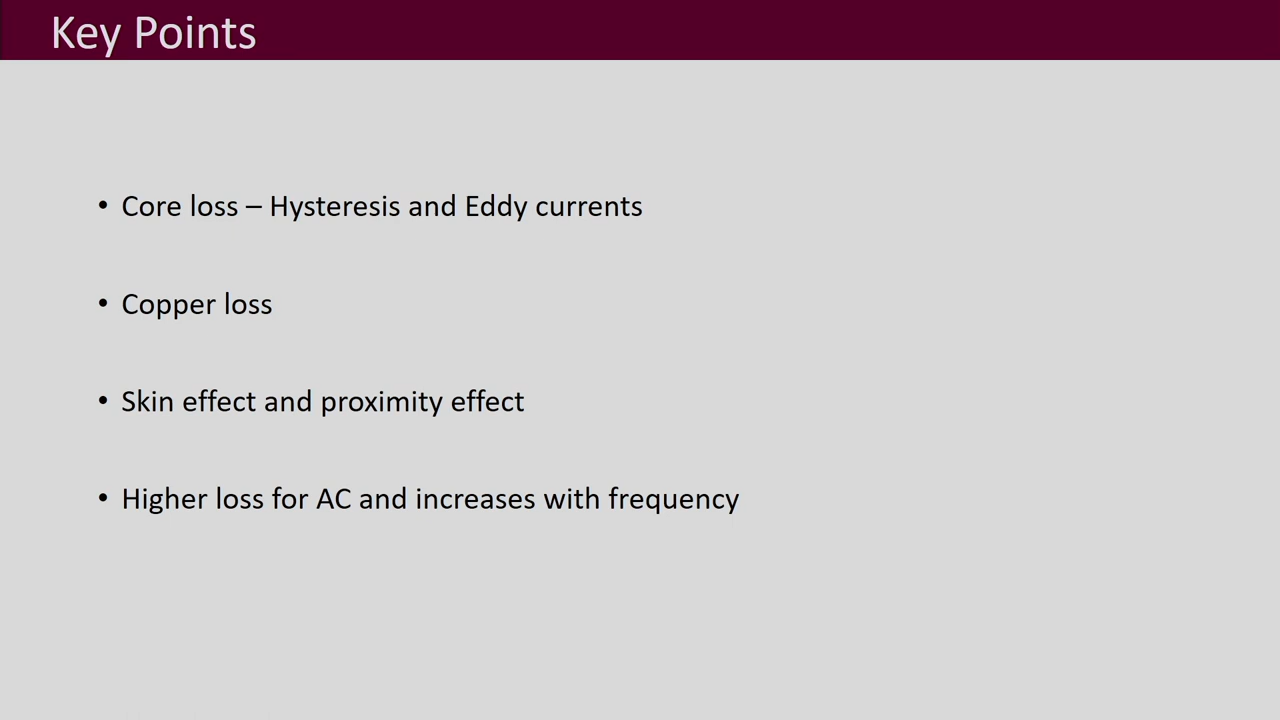 Key Points
• Core loss – Hysteresis and Eddy currents
• Copper loss
• Skin effect and proximity effect
• Higher loss for AC and increases with frequency